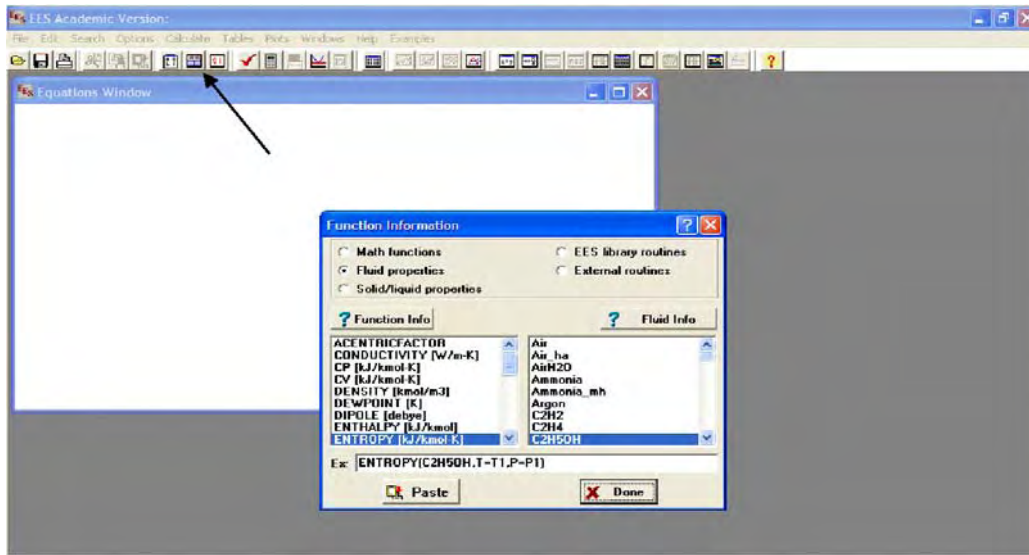 EES Academic Version:
File Edit Search Options Calculate Tables Plots Windows Help Examples
Equations Window
Function Information
Math functions
EES library routines
Fluid properties
External routines
Solid/liquid properties
? Function Info
? Fluid Info
ACENTRICFACTOR
CONDUCTIVITY [W/m-K]
CP [kJ/kmol-K]
CV [kJ/kmol-K]
DENSITY [kmol/m3]
DEWPOINT [K]
DIPOLE [debye]
ENTHALPY [kJ/kmol]
ENTROPY [kJ/kmol-K]
Air
Air_ha
AirH2O
Ammonia
Ammonia_mh
Argon
C2H2
C2H4
C2H5OH
Ex: ENTROPY(C2H5OH,T=T1,P=P1)
Paste
Done